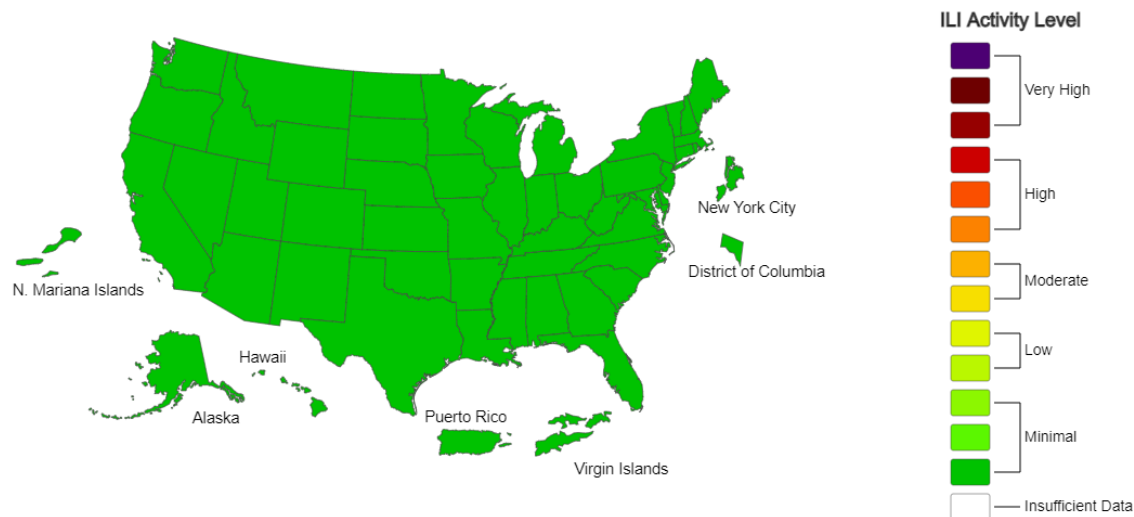 ILI Activity Level
Very High
High
New York City
District of Columbia
Moderate
N. Mariana Islands
Low
Hawaii
Alaska
Puerto Rico
Minimal
Virgin Islands
Insufficient Data